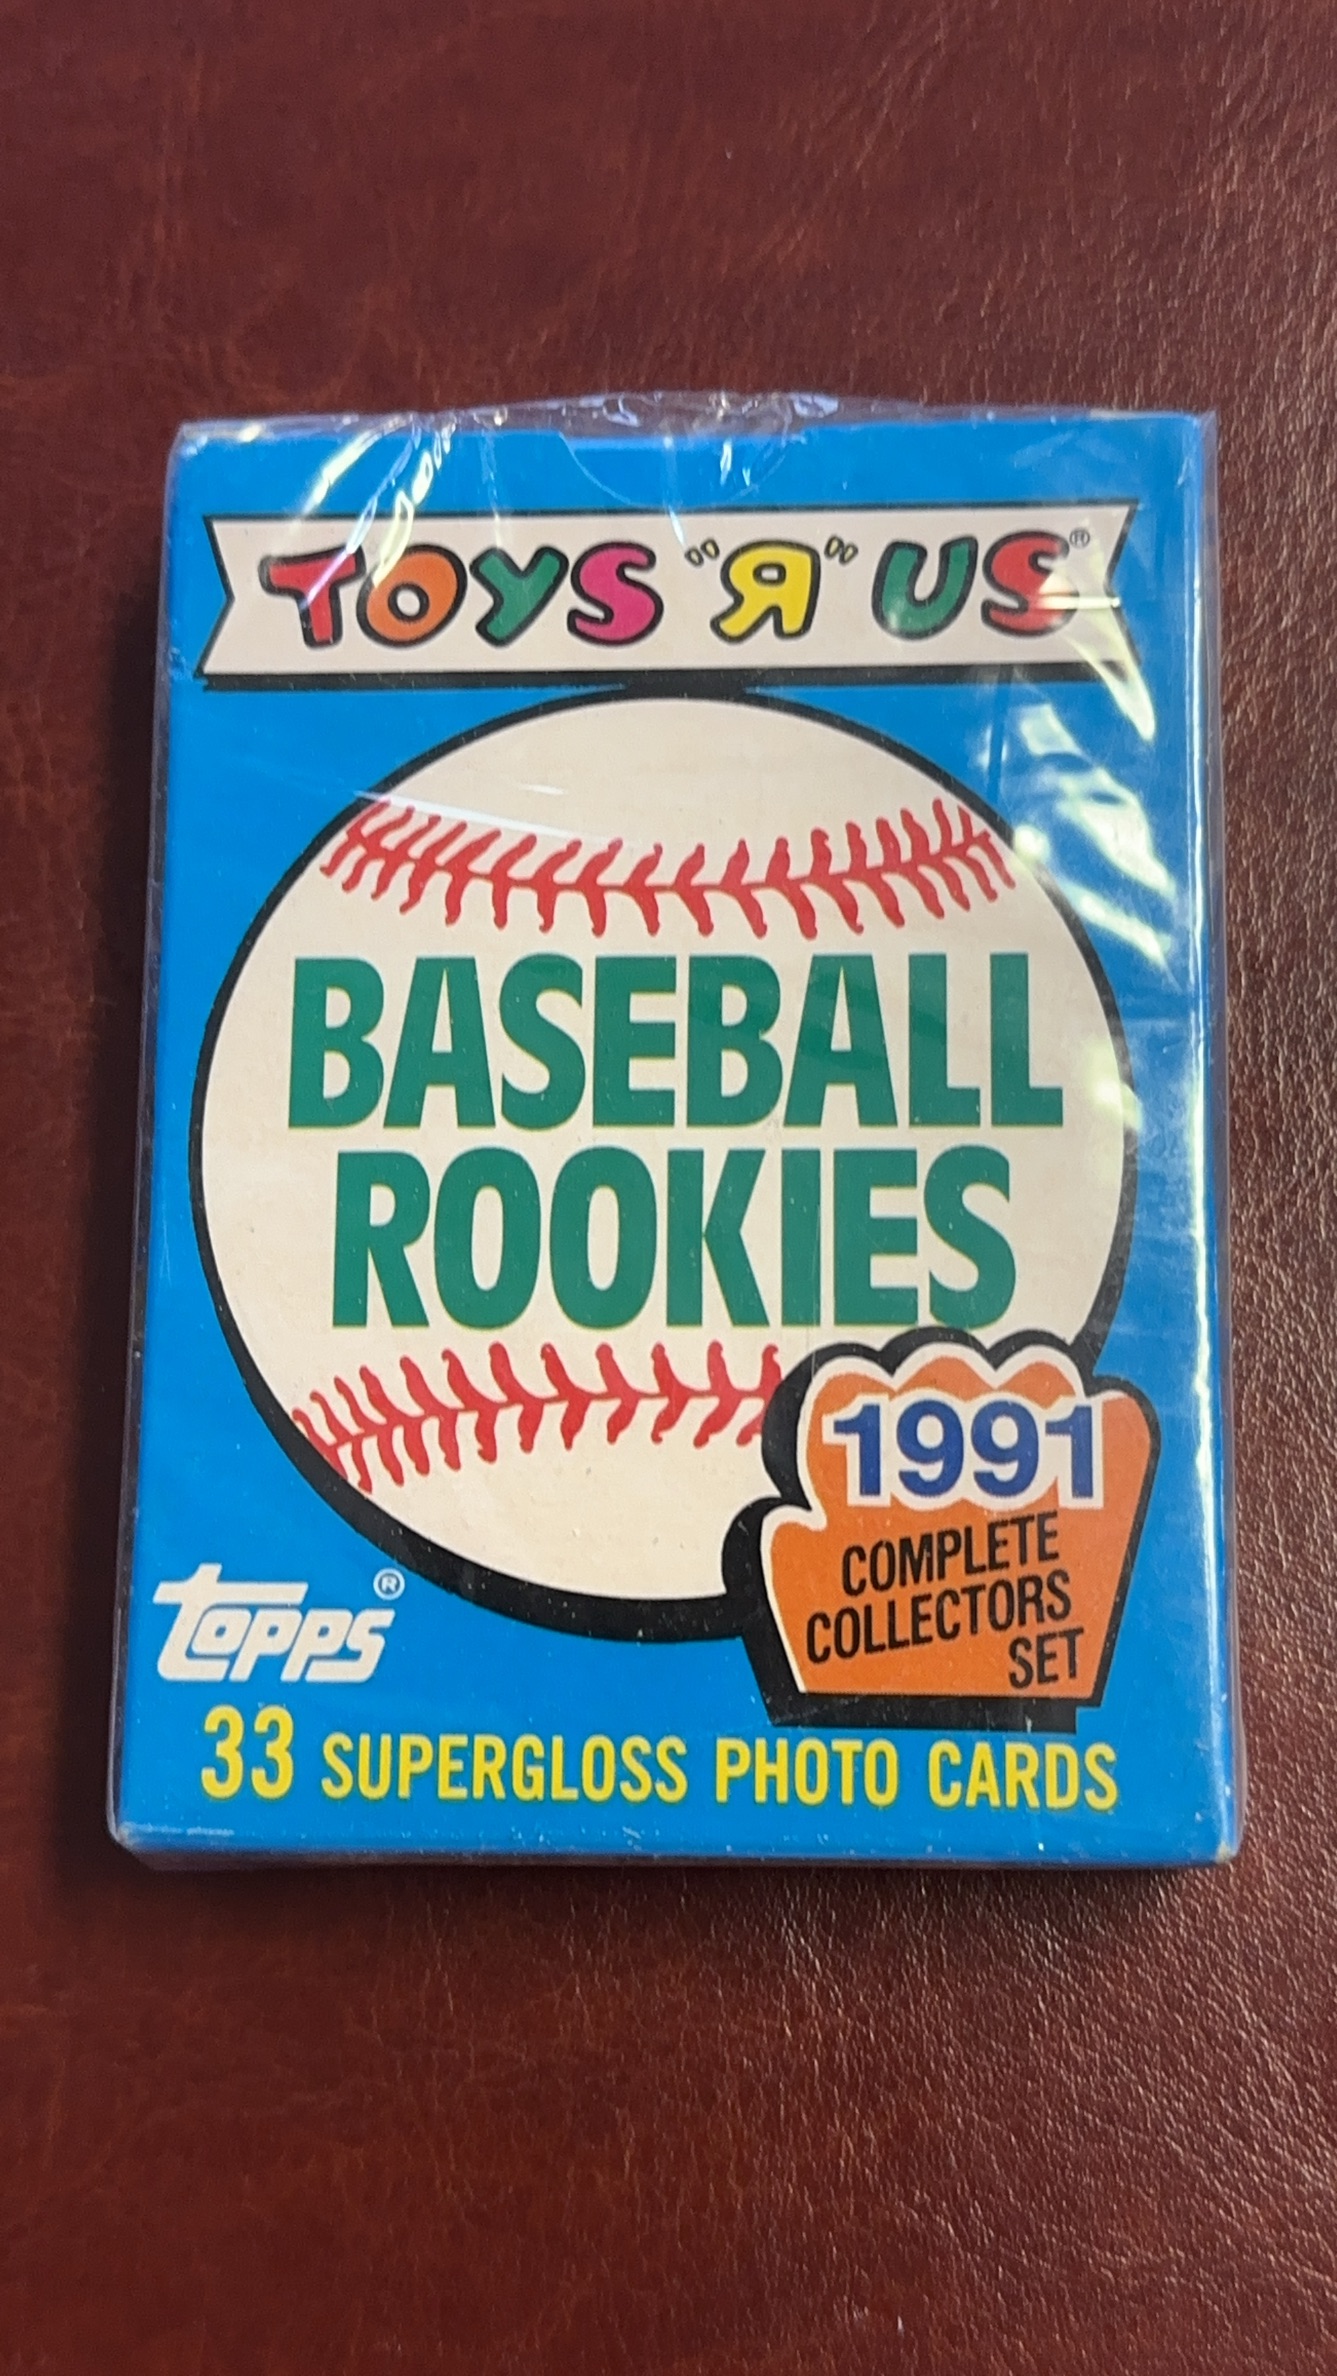 TOYS "R" US®
BASEBALL
ROOKIES
1991
COMPLETE
COLLECTORS
SET
TOPPS®
33 SUPERGLOSS PHOTO CARDS